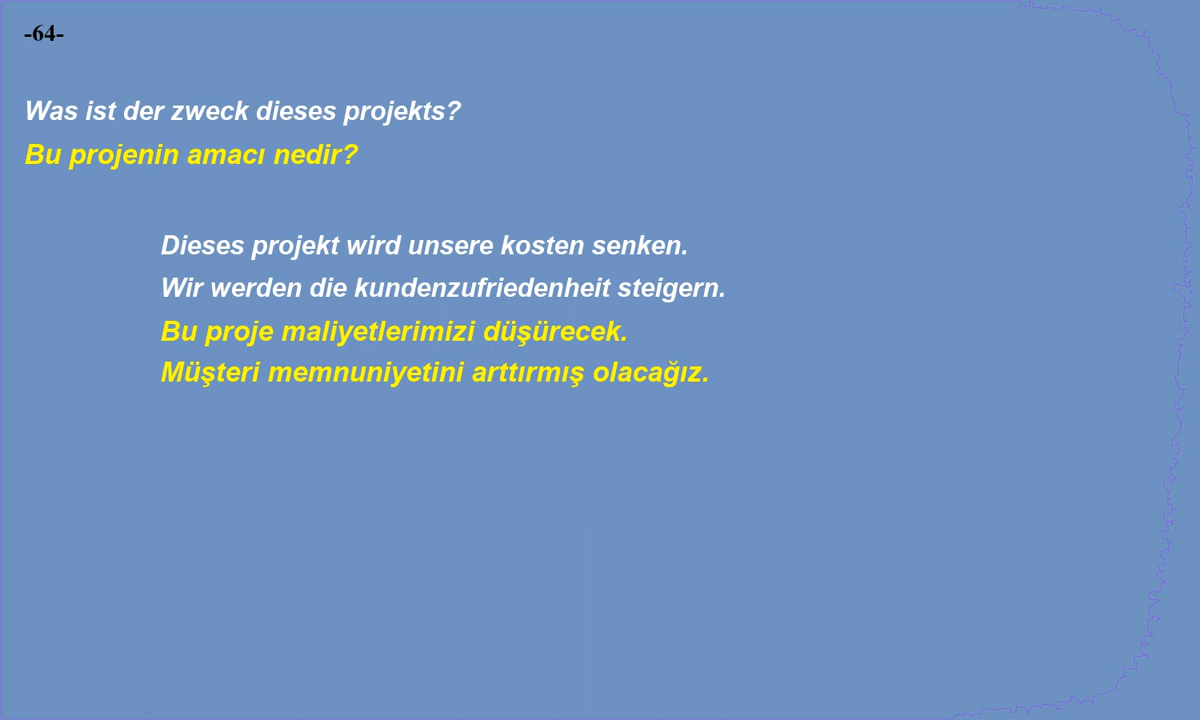 -64-
Was ist der zweck dieses projekts?
Bu projenin amacı nedir?
Dieses projekt wird unsere kosten senken.
Wir werden die kundenzufriedenheit steigern.
Bu proje maliyetlerimizi düşürecek.
Müşteri memnuniyetini arttırmış olacağız.